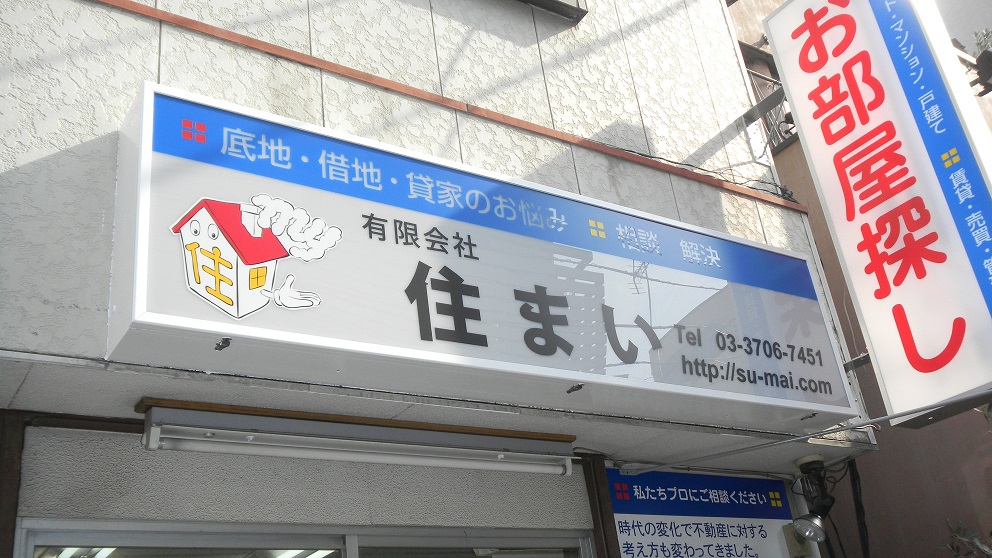 底地・借地・貸家のお悩み 相談 解決
住
有限会社
住まい
Tel 03-3706-7451
http://su-mai.com
お部屋探し
ト・マンション・戸建て 賃貸・売買・管
私たちプロにご相談ください
時代の変化で不動産に対する
考え方も変わってきました。